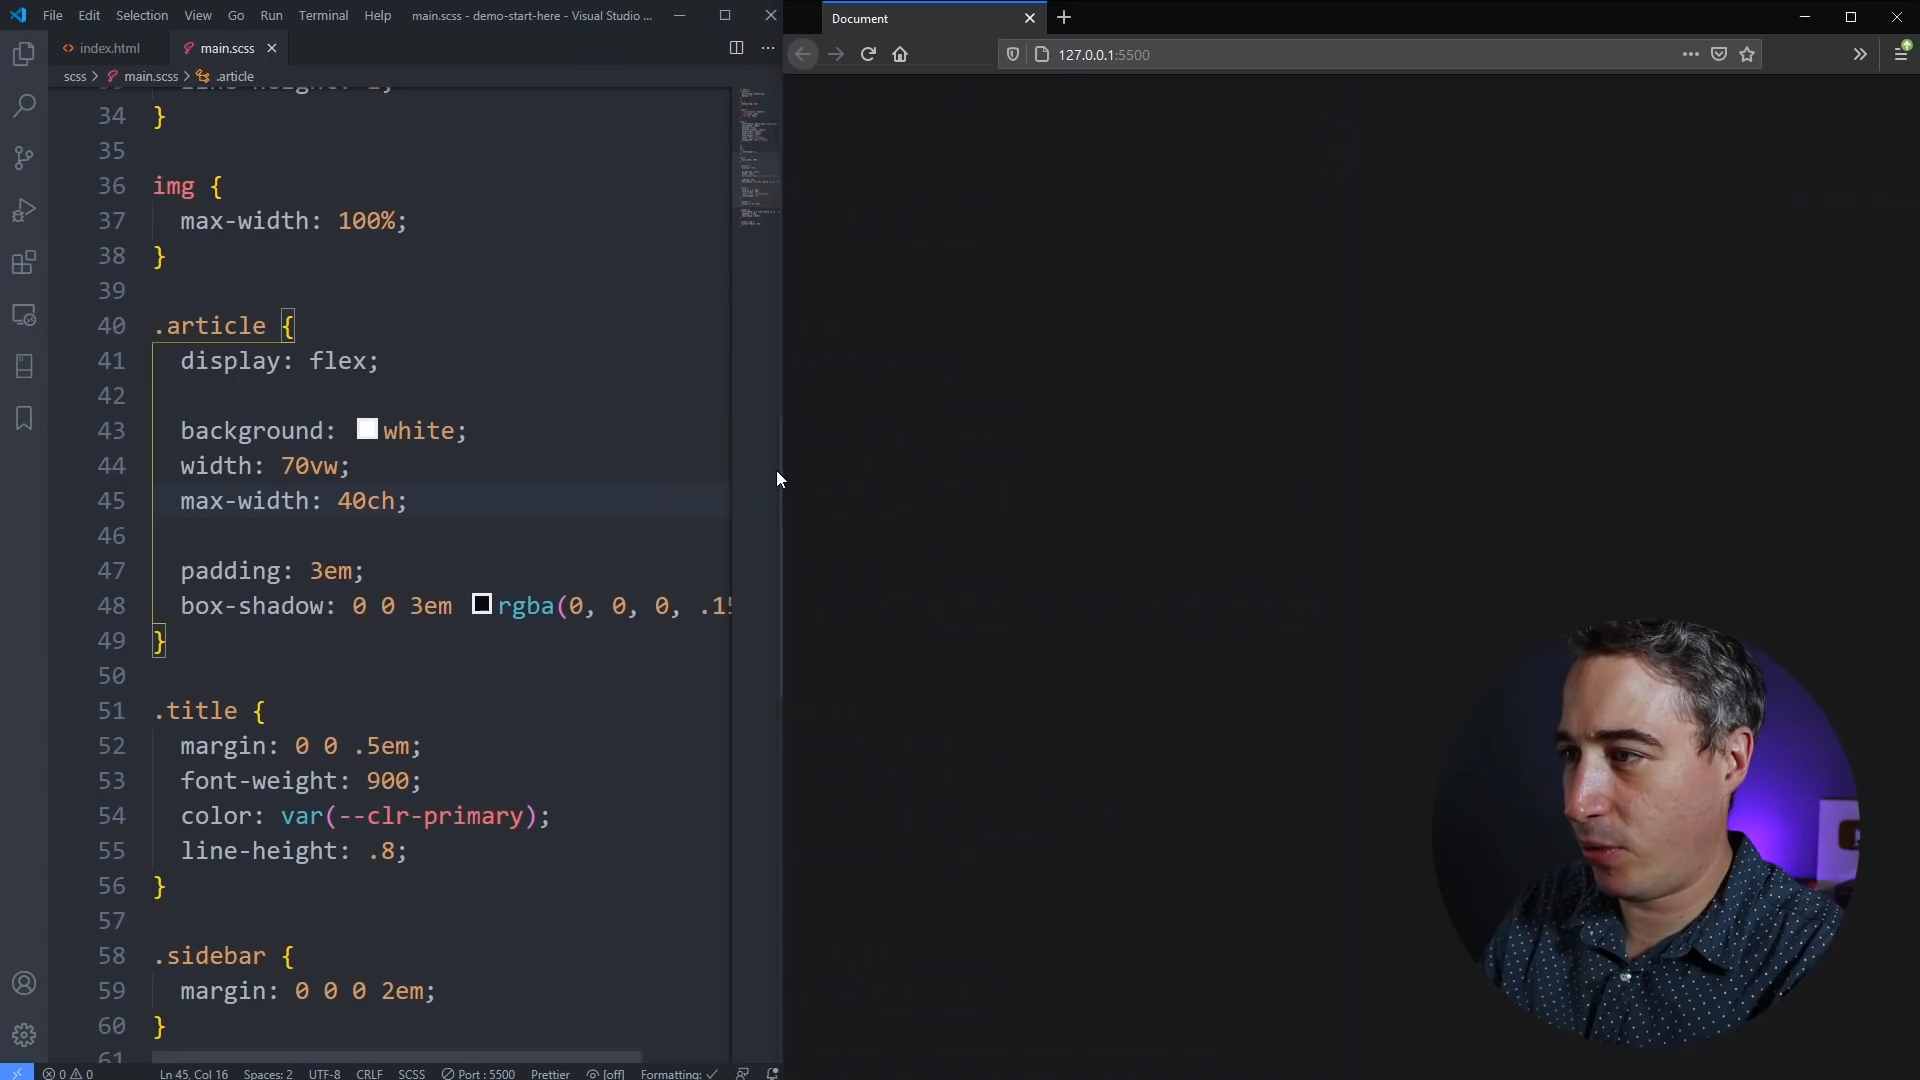 File Edit Selection View Go Run Terminal Help main.scss - demo-start-here - Visual Studio ...
Document
index.html main.scss
127.0.0.1:5500
scss > main.scss > .article
34 }
35
36 img {
37 max-width: 100%;
38 }
39
40 .article {
41 display: flex;
42
43 background: white;
44 width: 70vw;
45 max-width: 40ch;
46
47 padding: 3em;
48 box-shadow: 0 0 3em rgba(0, 0, 0, .15
49 }
50
51 .title {
52 margin: 0 0 .5em;
53 font-weight: 900;
54 color: var(--clr-primary);
55 line-height: .8;
56 }
57
58 .sidebar {
59 margin: 0 0 0 2em;
60 }
61
0 0 Ln 45, Col 16 Spaces: 2 UTF-8 CRLF SCSS Port : 5500 Prettier [off] Formatting: ✓